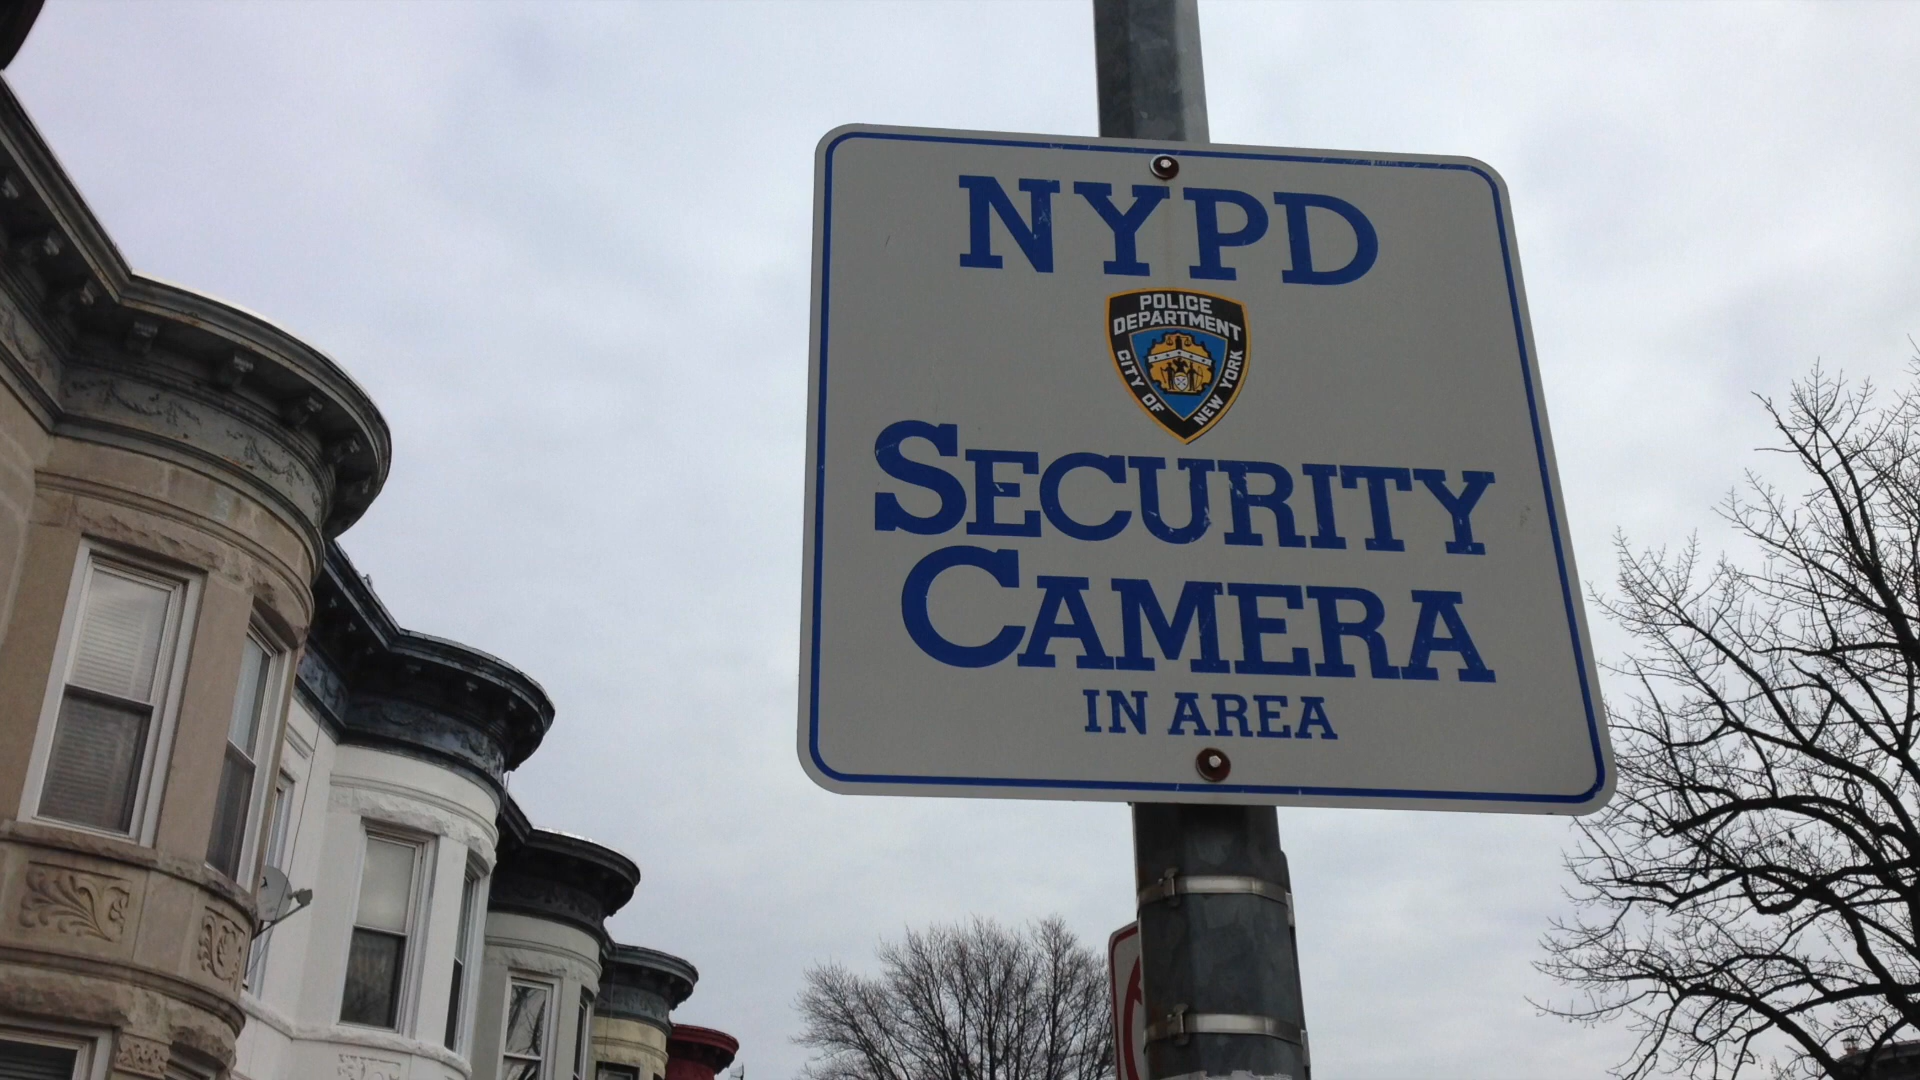 NYPD
POLICE
DEPARTMENT
CITY OF NEW YORK
SECURITY
CAMERA
IN AREA